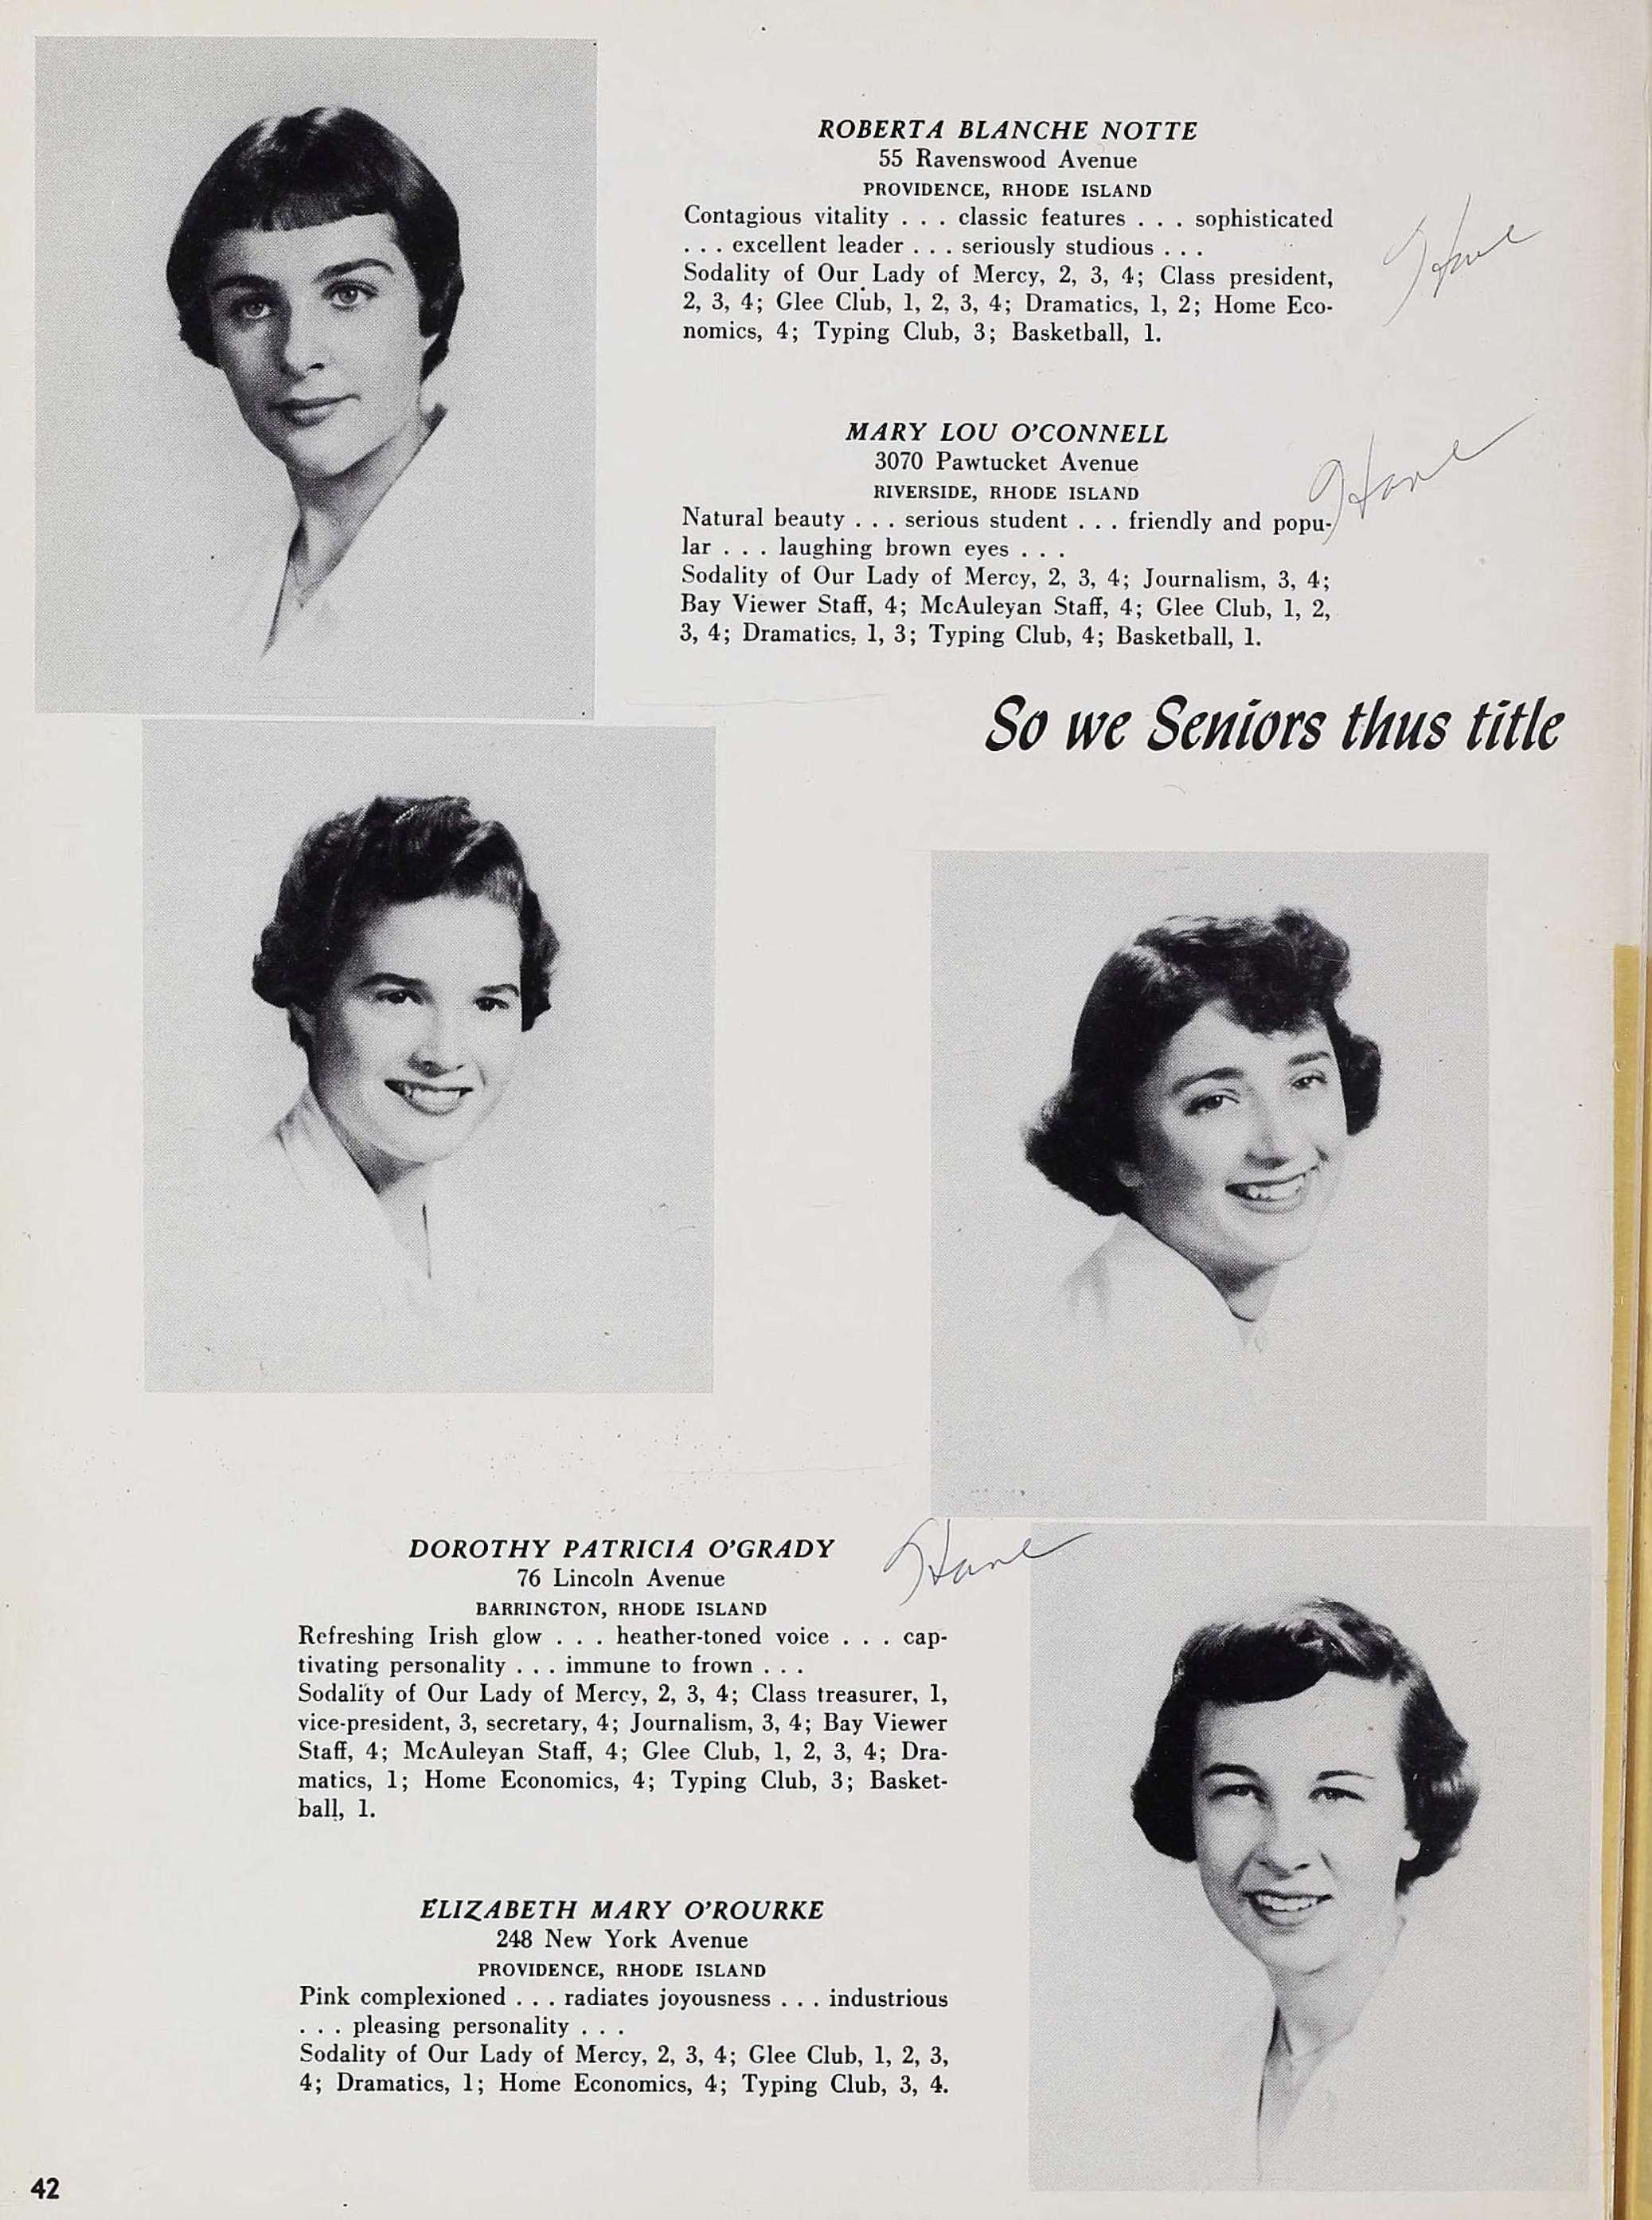 ROBERTA BLANCHE NOTTE
55 Ravenswood Avenue
PROVIDENCE, RHODE ISLAND
Contagious vitality . . . classic features . . . sophisticated
. . . excellent leader . . . seriously studious . . .
Sodality of Our Lady of Mercy, 2, 3, 4; Class president,
2, 3, 4; Glee Club, 1, 2, 3, 4; Dramatics, 1, 2; Home Eco-
nomics, 4; Typing Club, 3; Basketball, 1.
Have
MARY LOU O'CONNELL
3070 Pawtucket Avenue
RIVERSIDE, RHODE ISLAND
Natural beauty . . . serious student . . . friendly and popu-
lar . . . laughing brown eyes . . .
Sodality of Our Lady of Mercy, 2, 3, 4; Journalism, 3, 4;
Bay Viewer Staff, 4; McAuleyan Staff, 4; Glee Club, 1, 2,
3, 4; Dramatics, 1, 3; Typing Club, 4; Basketball, 1.
Have
So we Seniors thus title
DOROTHY PATRICIA O'GRADY
76 Lincoln Avenue
BARRINGTON, RHODE ISLAND
Refreshing Irish glow . . . heather-toned voice . . . cap-
tivating personality . . . immune to frown . . .
Sodality of Our Lady of Mercy, 2, 3, 4; Class treasurer, 1,
vice-president, 3, secretary, 4; Journalism, 3, 4; Bay Viewer
Staff, 4; McAuleyan Staff, 4; Glee Club, 1, 2, 3, 4; Dra-
matics, 1; Home Economics, 4; Typing Club, 3; Basket-
ball, 1.
Have
ELIZABETH MARY O'ROURKE
248 New York Avenue
PROVIDENCE, RHODE ISLAND
Pink complexioned . . . radiates joyousness . . . industrious
. . . pleasing personality . . .
Sodality of Our Lady of Mercy, 2, 3, 4; Glee Club, 1, 2, 3,
4; Dramatics, 1; Home Economics, 4; Typing Club, 3, 4.
42